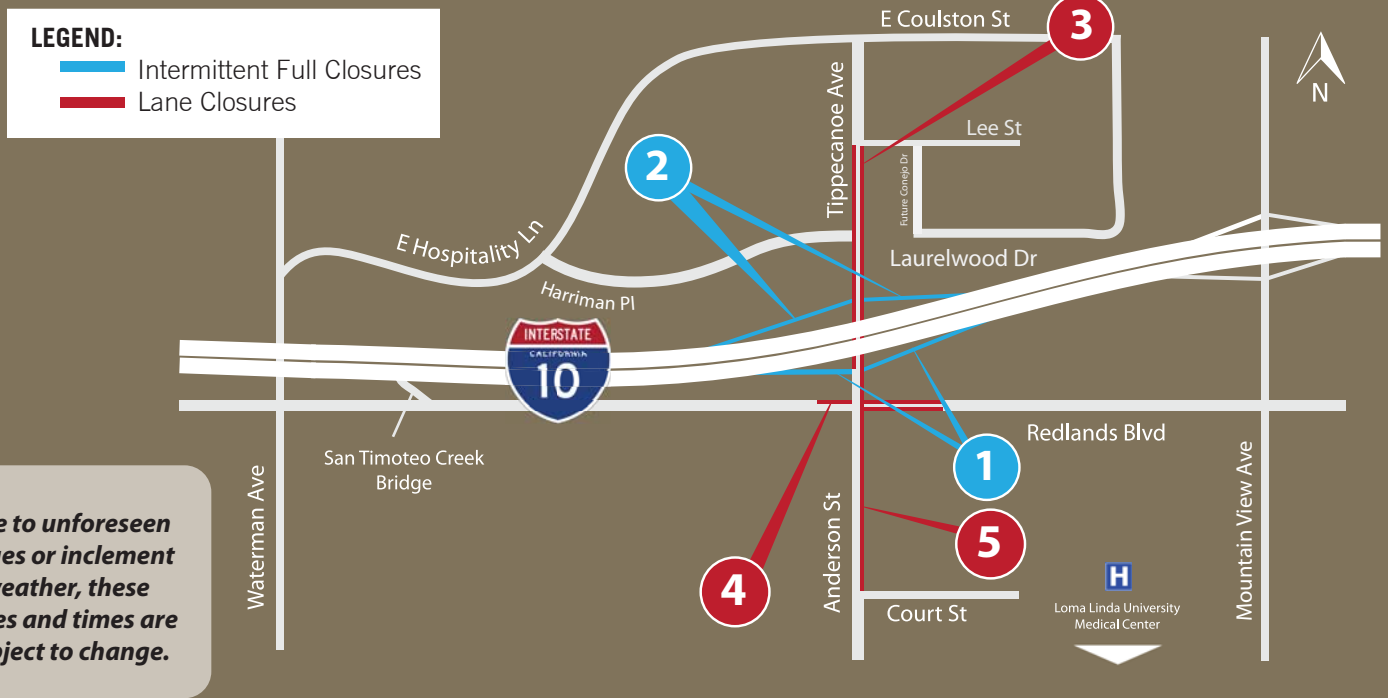 LEGEND:
Intermittent Full Closures
Lane Closures
E Coulston St
3
N
Tippecanoe Ave
Lee St
2
Future Conejo Dr
E Hospitality Ln
Laurelwood Dr
Harriman Pl
INTERSTATE
CALIFORNIA
10
Redlands Blvd
San Timoteo Creek
Bridge
1
Waterman Ave
Anderson St
Mountain View Ave
5
4
H
Loma Linda University
Medical Center
Court St
e to unforeseen
es or inclement
eather, these
es and times are
ject to change.